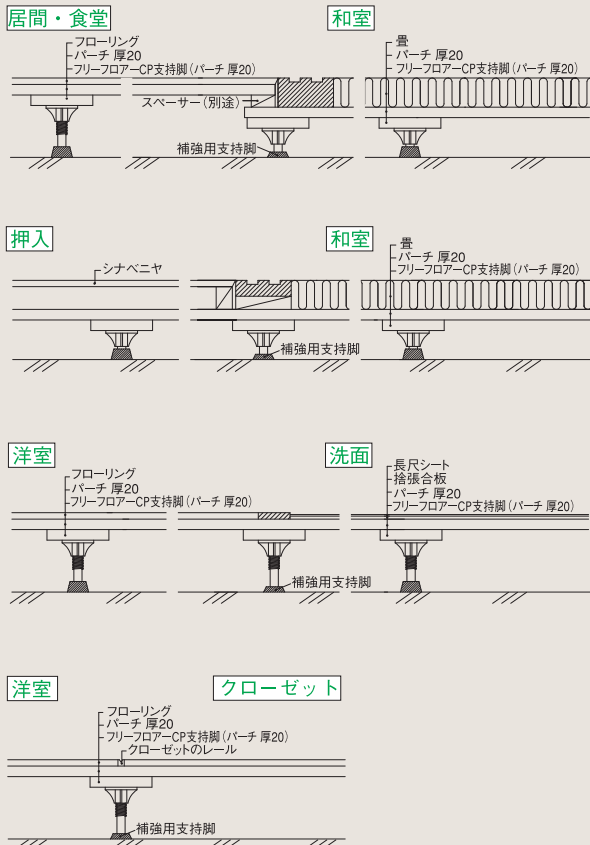 居間・食堂
フローリング
パーチ 厚20
フリーフロアーCP支持脚（パーチ 厚20）
スペーサー（別途）
補強用支持脚
和室
畳
パーチ 厚20
フリーフロアーCP支持脚（パーチ 厚20）
押入
シナベニヤ
補強用支持脚
和室
畳
パーチ 厚20
フリーフロアーCP支持脚（パーチ 厚20）
洋室
フローリング
パーチ 厚20
フリーフロアーCP支持脚（パーチ 厚20）
補強用支持脚
洗面
長尺シート
捨張合板
パーチ 厚20
フリーフロアーCP支持脚（パーチ 厚20）
洋室
クローゼット
フローリング
パーチ 厚20
フリーフロアーCP支持脚（パーチ 厚20）
クローゼットのレール
補強用支持脚